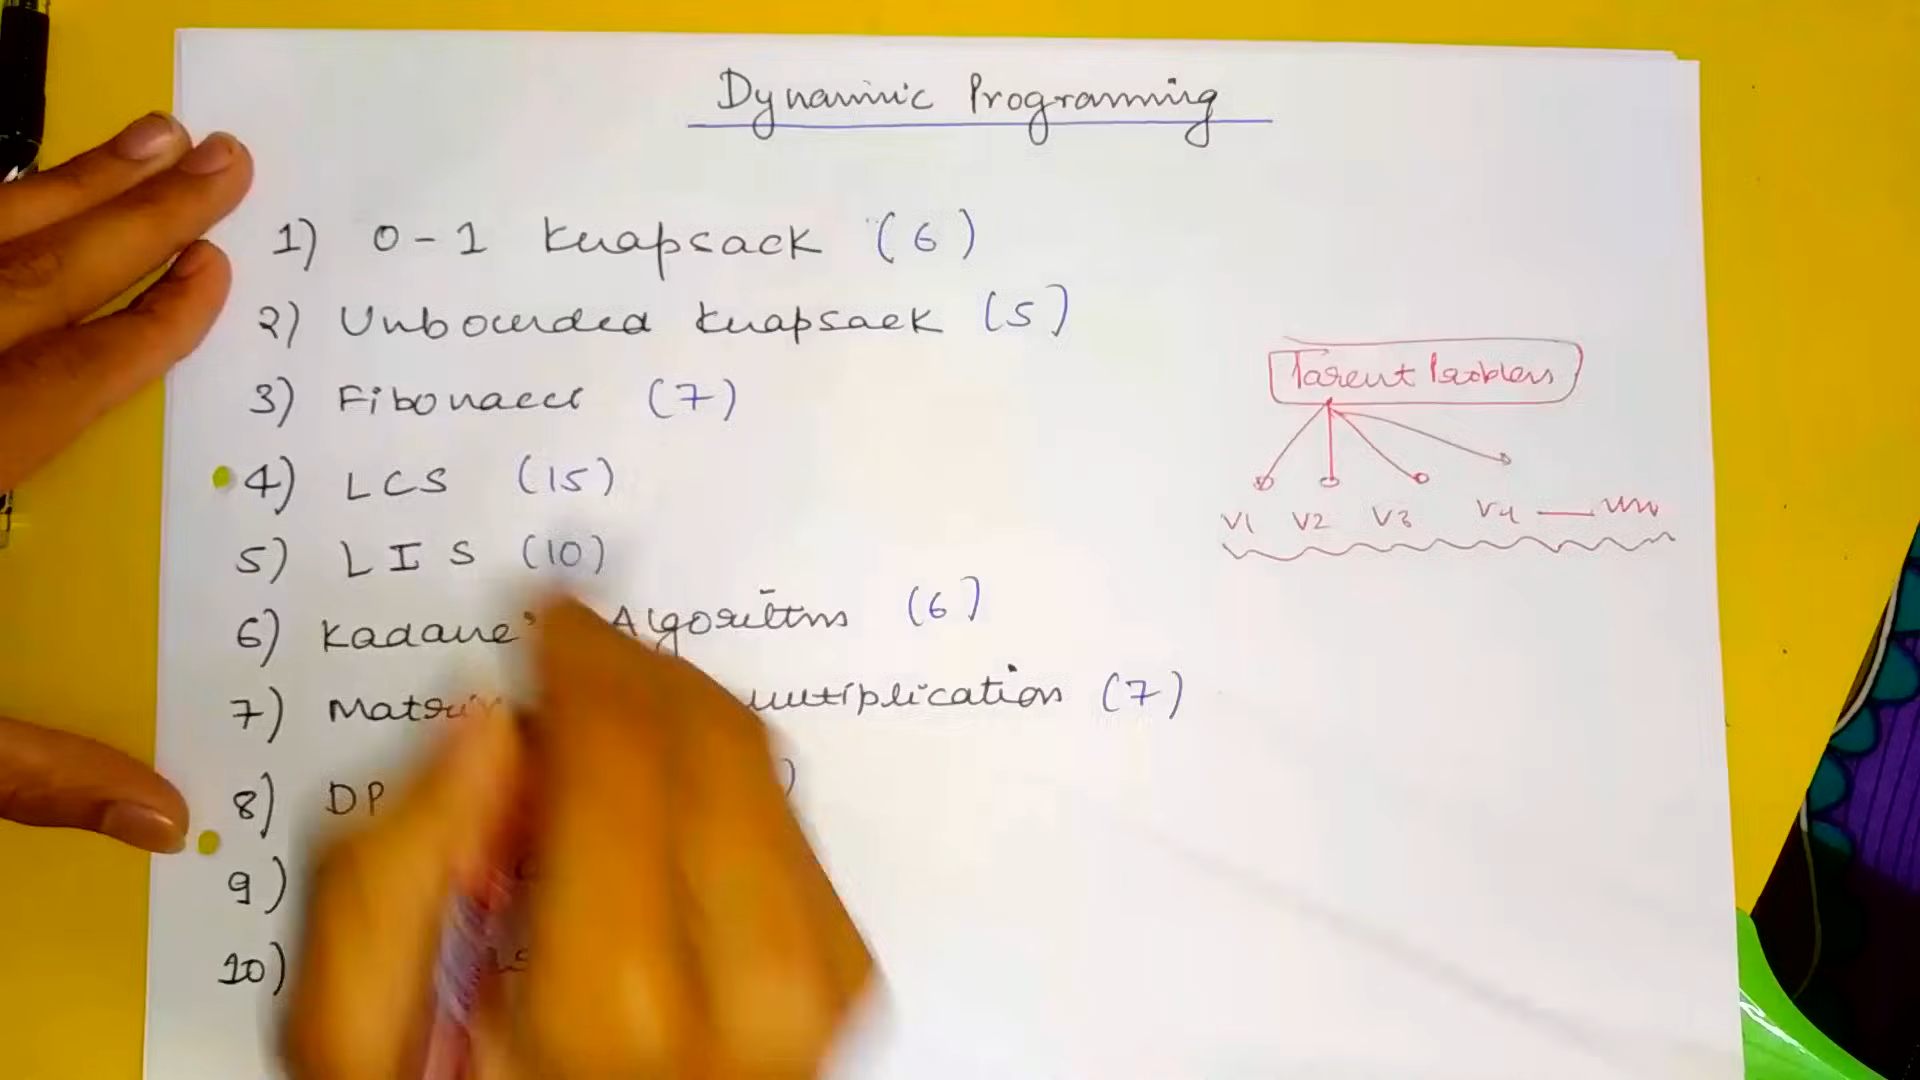 Dynamic Programming
1) 0-1 Knapsack (6)
2) Unbounded Knapsack (5)
3) Fibonacci (7)
4) LCS (15)
5) LIS (10)
6) Kadane's Algorithm (6)
7) Matrix multiplication (7)
8) DP )
9)
10)
Parent Problem
V1 V2 V3 V4